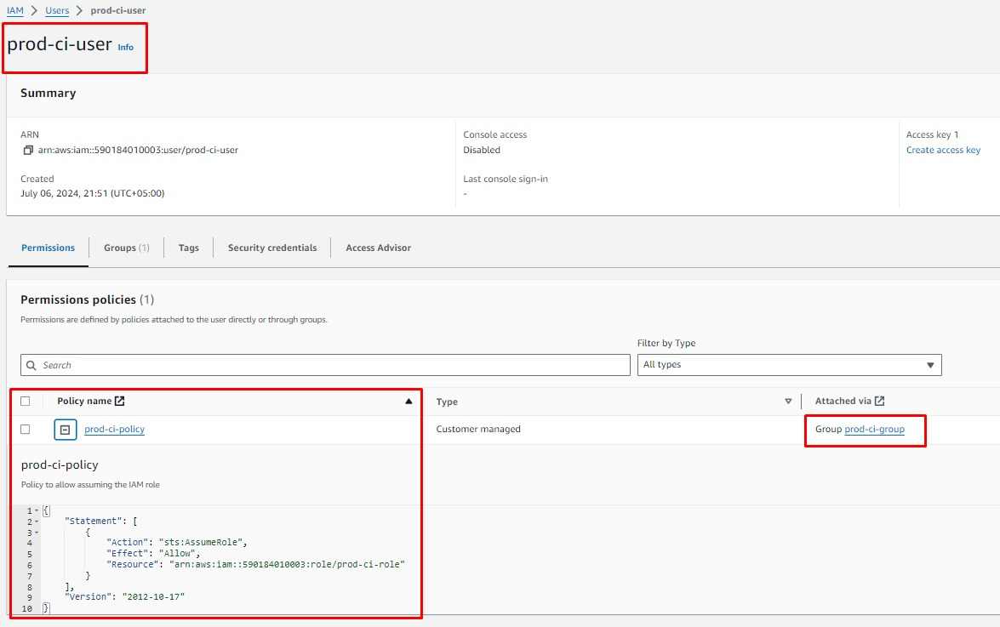 IAM > Users > prod-ci-user
prod-ci-user Info
Summary
ARN
arn:aws:iam::590184010003:user/prod-ci-user
Created
July 06, 2024, 21:51 (UTC+05:00)
Console access
Disabled
Last console sign-in
-
Access key 1
Create access key
Permissions
Groups (1)
Tags
Security credentials
Access Advisor
Permissions policies (1)
Permissions are defined by policies attached to the user directly or through groups.
Filter by Type
Search
All types
Policy name
Type
Attached via
prod-ci-policy
Customer managed
Group prod-ci-group
prod-ci-policy
Policy to allow assuming the IAM role
1 {
2 "Statement": [
3 {
4 "Action": "sts:AssumeRole",
5 "Effect": "Allow",
6 "Resource": "arn:aws:iam::590184010003:role/prod-ci-role"
7 }
8 ],
9 "Version": "2012-10-17"
10 }